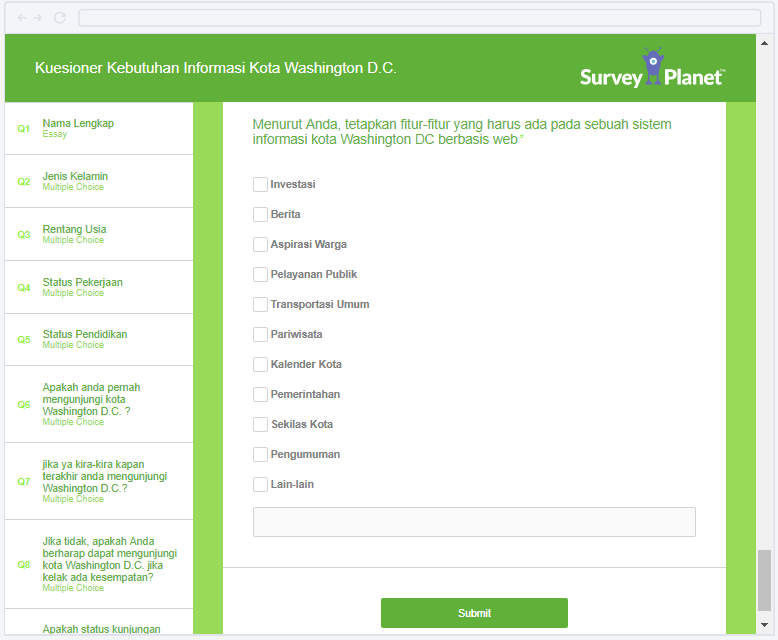 Kuesioner Kebutuhan Informasi Kota Washington D.C.
Survey Planet™
Q1
Nama Lengkap
Essay
Q2
Jenis Kelamin
Multiple Choice
Q3
Rentang Usia
Multiple Choice
Q4
Status Pekerjaan
Multiple Choice
Q5
Status Pendidikan
Multiple Choice
Q6
Apakah anda pernah
mengunjungi kota
Washington D.C. ?
Multiple Choice
Q7
jika ya kira-kira kapan
terakhir anda mengunjungi
Washington D.C.?
Multiple Choice
Q8
Jika tidak, apakah Anda
berharap dapat mengunjungi
kota Washington D.C. jika
kelak ada kesempatan?
Multiple Choice
Apakah status kunjungan
Menurut Anda, tetapkan fitur-fitur yang harus ada pada sebuah sistem
informasi kota Washington DC berbasis web*
Investasi
Berita
Aspirasi Warga
Pelayanan Publik
Transportasi Umum
Pariwisata
Kalender Kota
Pemerintahan
Sekilas Kota
Pengumuman
Lain-lain
Submit